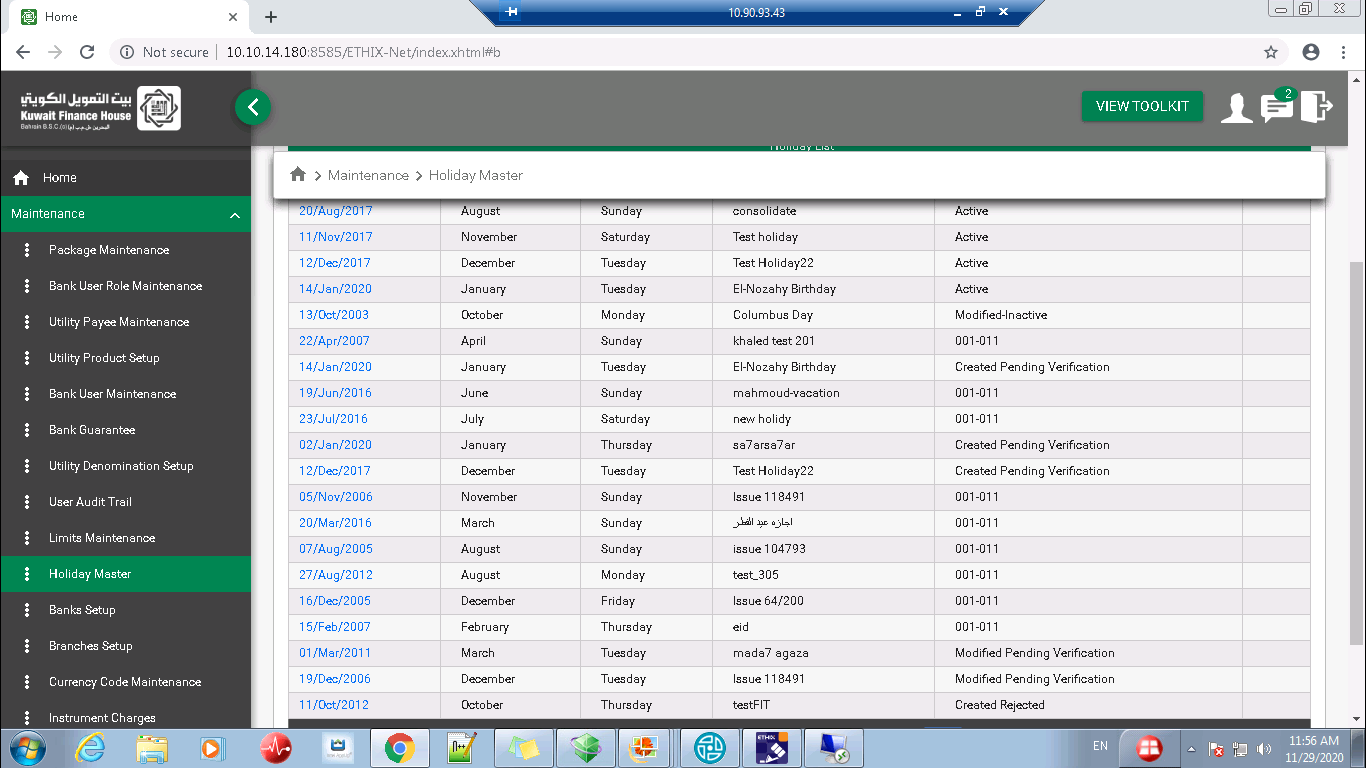 Home
10.90.93.43
Not secure
10.10.14.180:8585/ETHIX-Net/index.xhtml#b
بيت التمويل الكويتي
Kuwait Finance House
VIEW TOOLKIT
2
Holiday List
Maintenance
Holiday Master
Home
Maintenance
Package Maintenance
Bank User Role Maintenance
Utility Payee Maintenance
Utility Product Setup
Bank User Maintenance
Bank Guarantee
Utility Denomination Setup
User Audit Trail
Limits Maintenance
Holiday Master
Banks Setup
Branches Setup
Currency Code Maintenance
Instrument Charges
20/Aug/2017 August Sunday consolidate Active
11/Nov/2017 November Saturday Test holiday Active
12/Dec/2017 December Tuesday Test Holiday22 Active
14/Jan/2020 January Tuesday El-Nozahy Birthday Active
13/Oct/2003 October Monday Columbus Day Modified-Inactive
22/Apr/2007 April Sunday khaled test 201 001-011
14/Jan/2020 January Tuesday El-Nozahy Birthday Created Pending Verification
19/Jun/2016 June Sunday mahmoud-vacation 001-011
23/Jul/2016 July Saturday new holidy 001-011
02/Jan/2020 January Thursday sa7arsa7ar Created Pending Verification
12/Dec/2017 December Tuesday Test Holiday22 Created Pending Verification
05/Nov/2006 November Sunday Issue 118491 001-011
20/Mar/2016 March Sunday اجازه عيد الفطر 001-011
07/Aug/2005 August Sunday issue 104793 001-011
27/Aug/2012 August Monday test_305 001-011
16/Dec/2005 December Friday Issue 64/200 001-011
15/Feb/2007 February Thursday eid 001-011
01/Mar/2011 March Tuesday mada7 agaza Modified Pending Verification
19/Dec/2006 December Tuesday Issue 118491 Modified Pending Verification
11/Oct/2012 October Thursday testFIT Created Rejected
ETHIX
EN
11:56 AM
11/29/2020